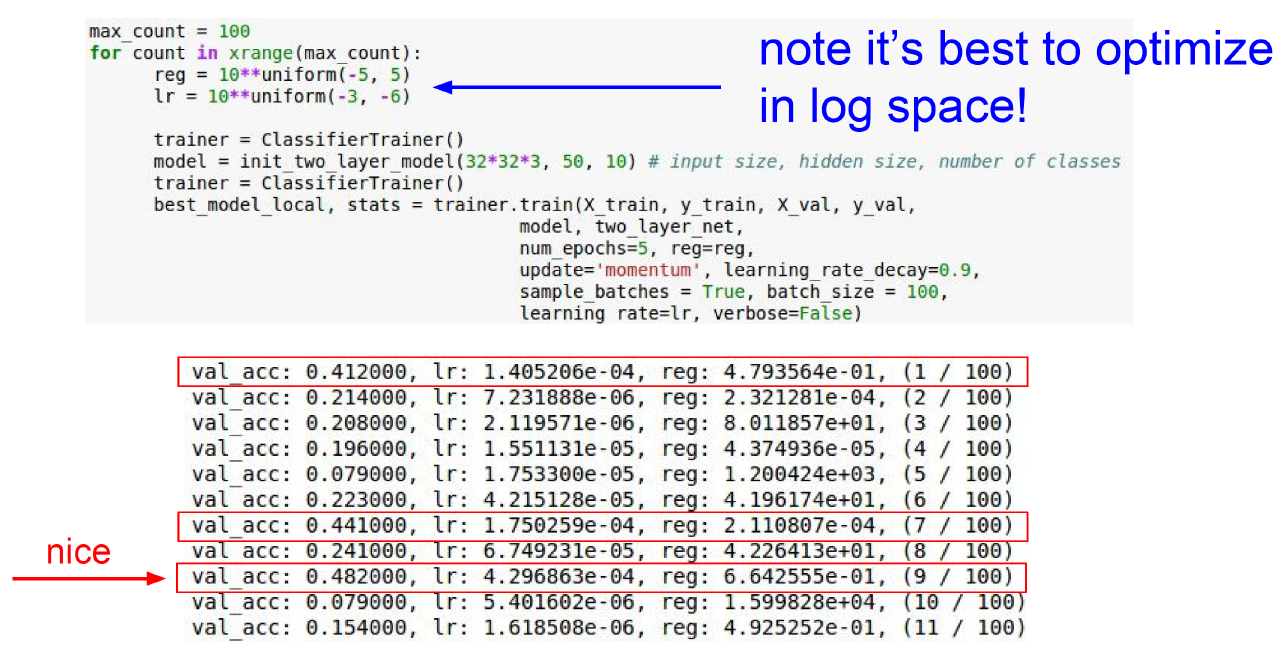 max_count = 100
for count in xrange(max_count):
reg = 10**uniform(-5, 5)
lr = 10**uniform(-3, -6)
note it's best to optimize
in log space!
trainer = ClassifierTrainer()
model = init_two_layer_model(32*32*3, 50, 10) # input size, hidden size, number of classes
trainer = ClassifierTrainer()
best_model_local, stats = trainer.train(X_train, y_train, X_val, y_val,
model, two_layer_net,
num_epochs=5, reg=reg,
update='momentum', learning_rate_decay=0.9,
sample_batches = True, batch_size = 100,
learning_rate=lr, verbose=False)
val_acc: 0.412000, lr: 1.405206e-04, reg: 4.793564e-01, (1 / 100)
val_acc: 0.214000, lr: 7.231888e-06, reg: 2.321281e-04, (2 / 100)
val_acc: 0.208000, lr: 2.119571e-06, reg: 8.011857e+01, (3 / 100)
val_acc: 0.196000, lr: 1.551131e-05, reg: 4.374936e-05, (4 / 100)
val_acc: 0.079000, lr: 1.753300e-05, reg: 1.200424e+03, (5 / 100)
val_acc: 0.223000, lr: 4.215128e-05, reg: 4.196174e+01, (6 / 100)
val_acc: 0.441000, lr: 1.750259e-04, reg: 2.110807e-04, (7 / 100)
val_acc: 0.241000, lr: 6.749231e-05, reg: 4.226413e+01, (8 / 100)
nice
val_acc: 0.482000, lr: 4.296863e-04, reg: 6.642555e-01, (9 / 100)
val_acc: 0.079000, lr: 5.401602e-06, reg: 1.599828e+04, (10 / 100)
val_acc: 0.154000, lr: 1.618508e-06, reg: 4.925252e-01, (11 / 100)